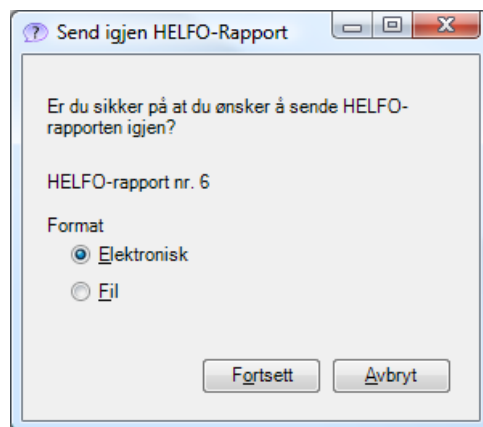 Send igjen HELFO-Rapport
Er du sikker på at du ønsker å sende HELFO-
rapporten igjen?
HELFO-rapport nr. 6
Format
Elektronisk
Fil
Fortsett Avbryt